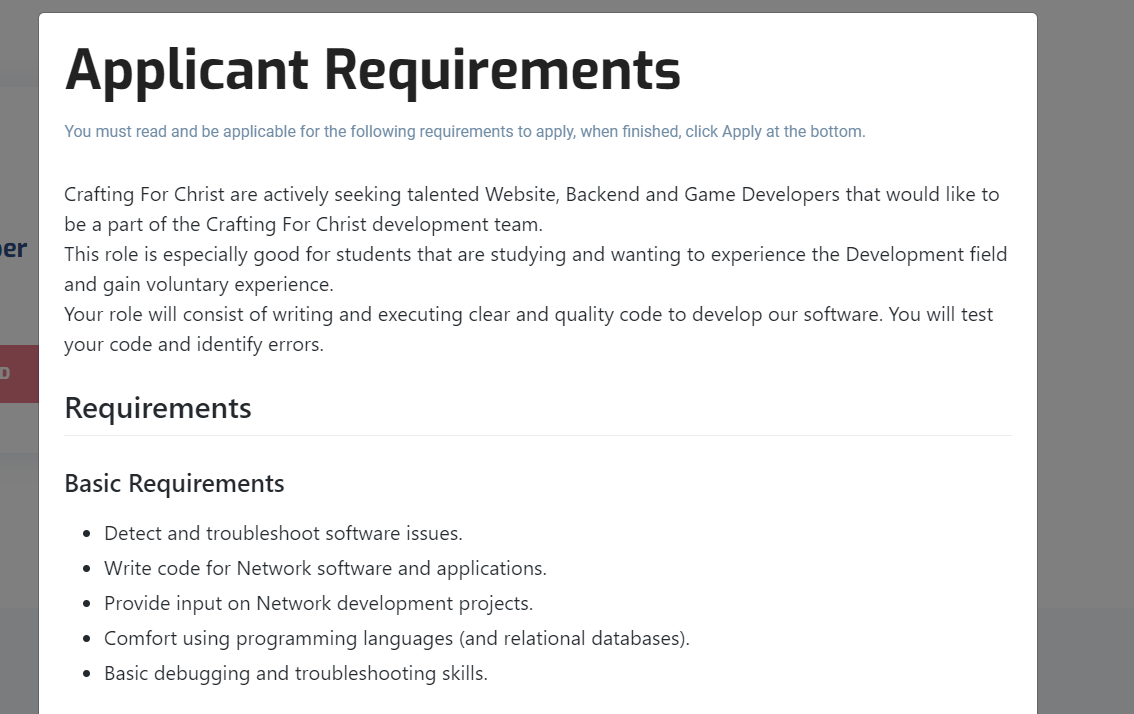 Applicant Requirements
You must read and be applicable for the following requirements to apply, when finished, click Apply at the bottom.
Crafting For Christ are actively seeking talented Website, Backend and Game Developers that would like to
be a part of the Crafting For Christ development team.
This role is especially good for students that are studying and wanting to experience the Development field
and gain voluntary experience.
Your role will consist of writing and executing clear and quality code to develop our software. You will test
your code and identify errors.
Requirements
Basic Requirements
Detect and troubleshoot software issues.
Write code for Network software and applications.
Provide input on Network development projects.
Comfort using programming languages (and relational databases).
Basic debugging and troubleshooting skills.